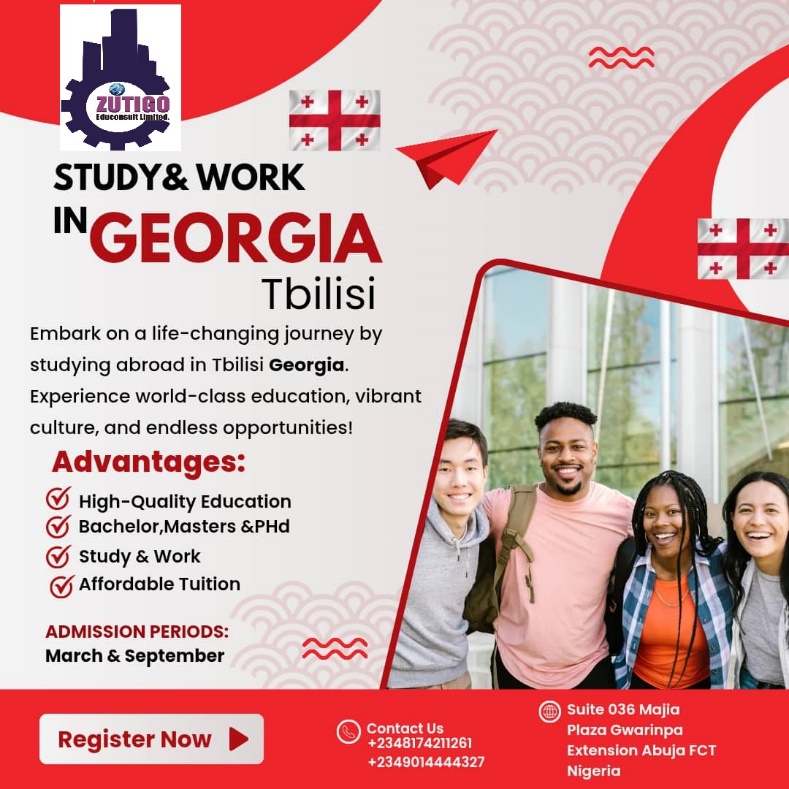 ZUTIGO
Educonsult Limited.
STUDY& WORK
IN GEORGIA
Tbilisi
Embark on a life-changing journey by
studying abroad in Tbilisi Georgia.
Experience world-class education, vibrant
culture, and endless opportunities!
Advantages:
High-Quality Education
Bachelor,Masters &PHd
Study & Work
Affordable Tuition
ADMISSION PERIODS:
March & September
Register Now
Contact Us
+2348174211261
+2349014444327
Suite 036 Majia
Plaza Gwarinpa
Extension Abuja FCT
Nigeria